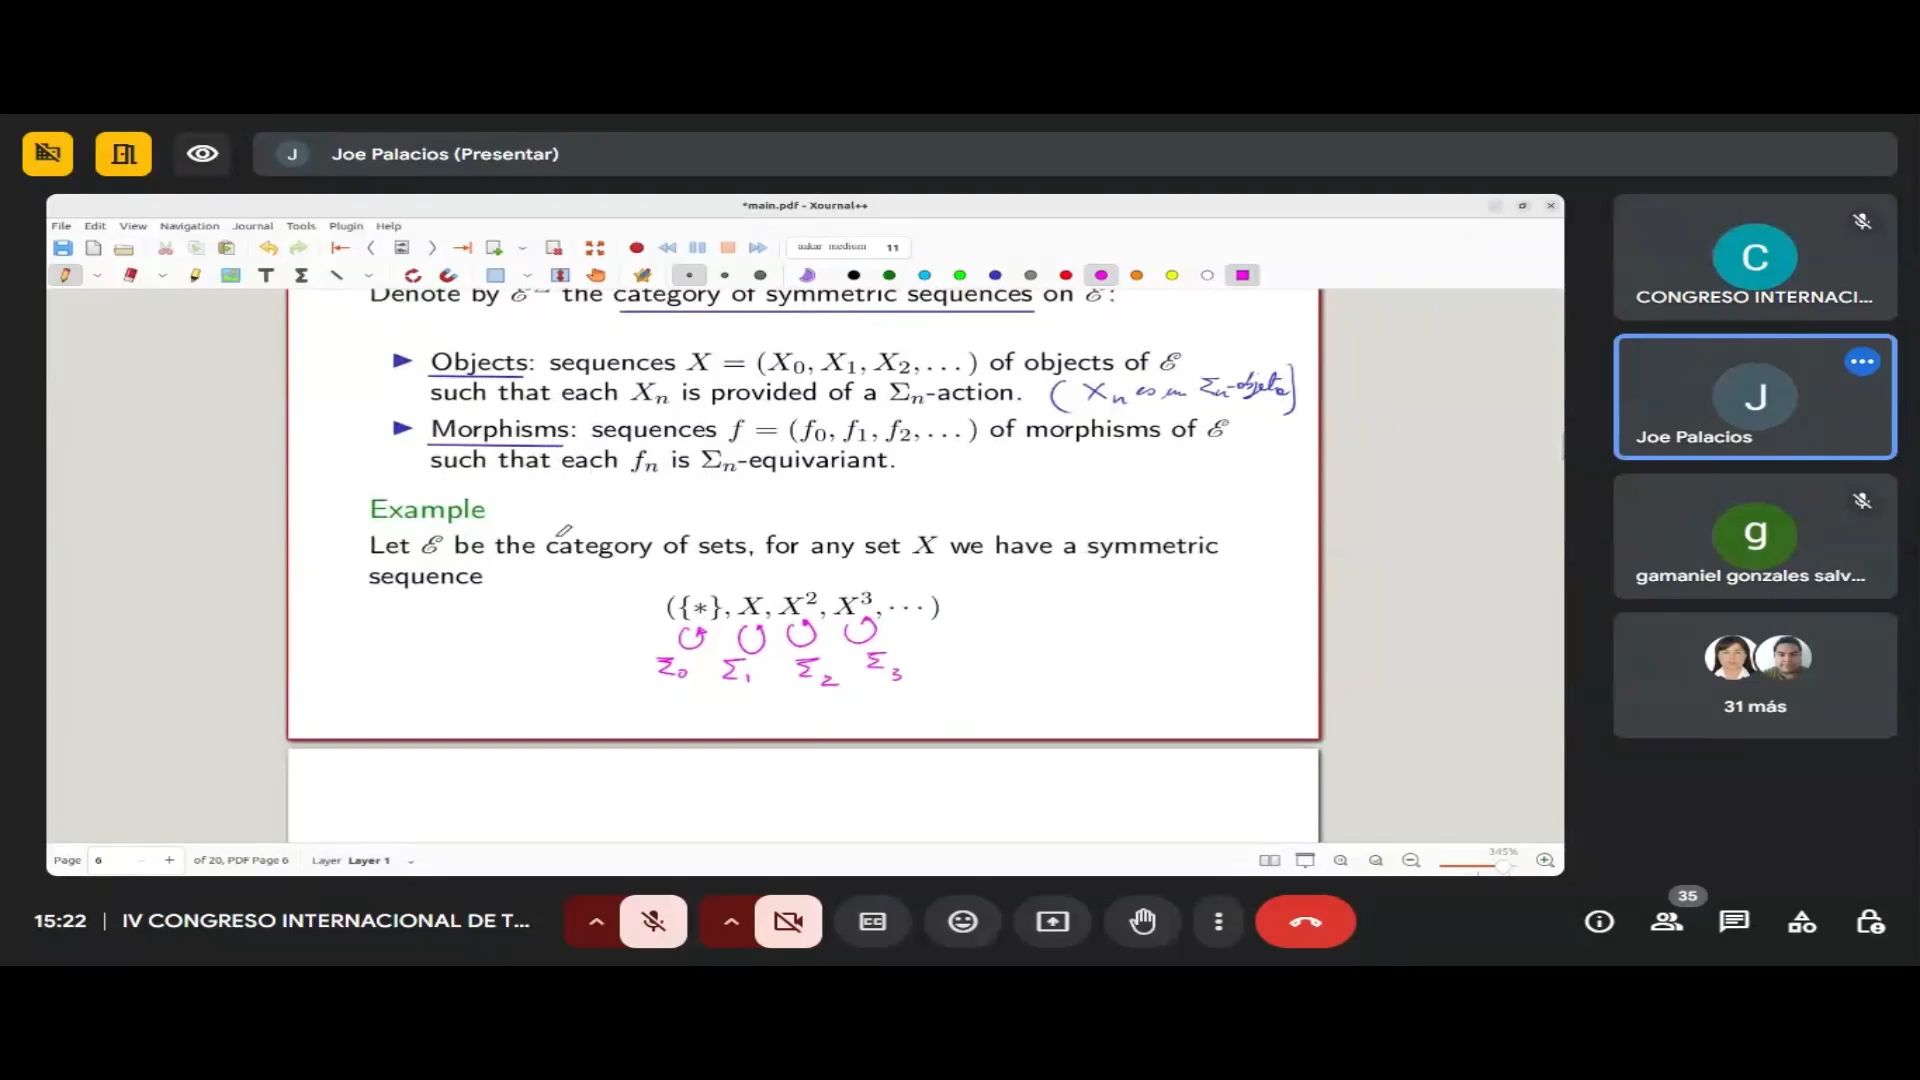 J Joe Palacios (Presentar)
*main.pdf - Xournal++
File Edit View Navigation Journal Tools Plugin Help
aakar medium 11
Denote by ℰ^Σ the category of symmetric sequences on ℰ:
► Objects: sequences X = (X₀, X₁, X₂, . . . ) of objects of ℰ
such that each Xₙ is provided of a Σₙ-action. ( Xₙ es un Σₙ-objeto)
► Morphisms: sequences f = (f₀, f₁, f₂, . . . ) of morphisms of ℰ
such that each fₙ is Σₙ-equivariant.
Example
Let ℰ be the category of sets, for any set X we have a symmetric
sequence
({∗}, X, X², X³, · · · )
Σ₀ Σ₁ Σ₂ Σ₃
Page 6 of 20, PDF Page 6 Layer Layer 1
345%
C
CONGRESO INTERNACI...
J
Joe Palacios
g
gamaniel gonzales salv...
31 más
15:22 | IV CONGRESO INTERNACIONAL DE T...
CC
35